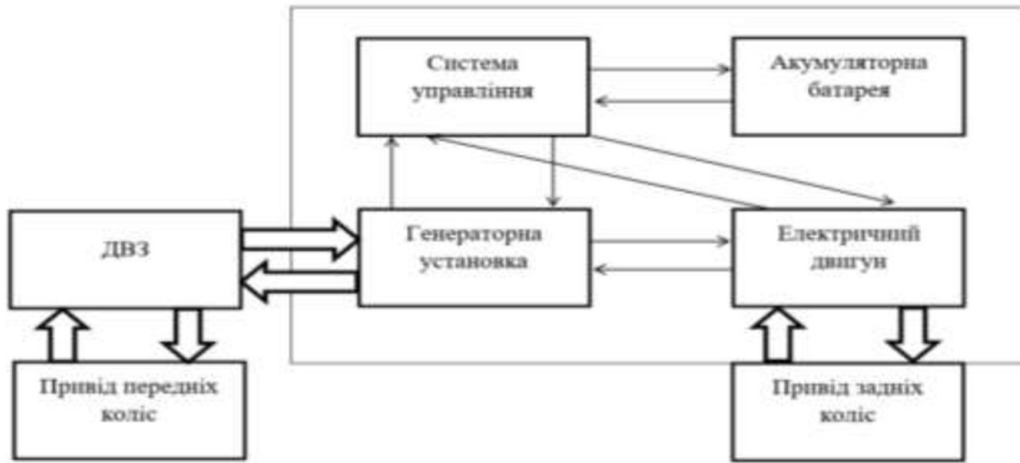 Система
управління
Акумуляторна
батарея
ДВЗ
Генераторна
установка
Електричний
двигун
Привід передніх
коліс
Привід задніх
коліс